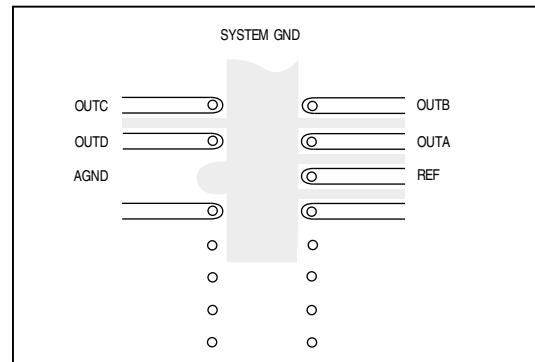 SYSTEM GND
OUTC
OUTB
OUTD
OUTA
AGND
REF